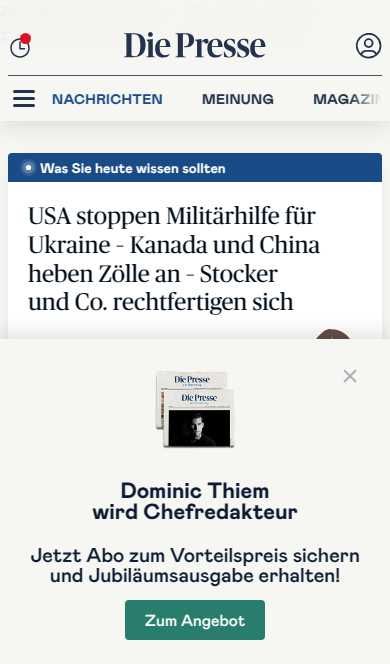 Die Presse
NACHRICHTEN MEINUNG MAGAZIN
Was Sie heute wissen sollten
USA stoppen Militärhilfe für
Ukraine – Kanada und China
heben Zölle an – Stocker
und Co. rechtfertigen sich
Die Presse
Die Presse
Dominic Thiem
wird Chefredakteur
Jetzt Abo zum Vorteilspreis sichern
und Jubiläumsausgabe erhalten!
Zum Angebot